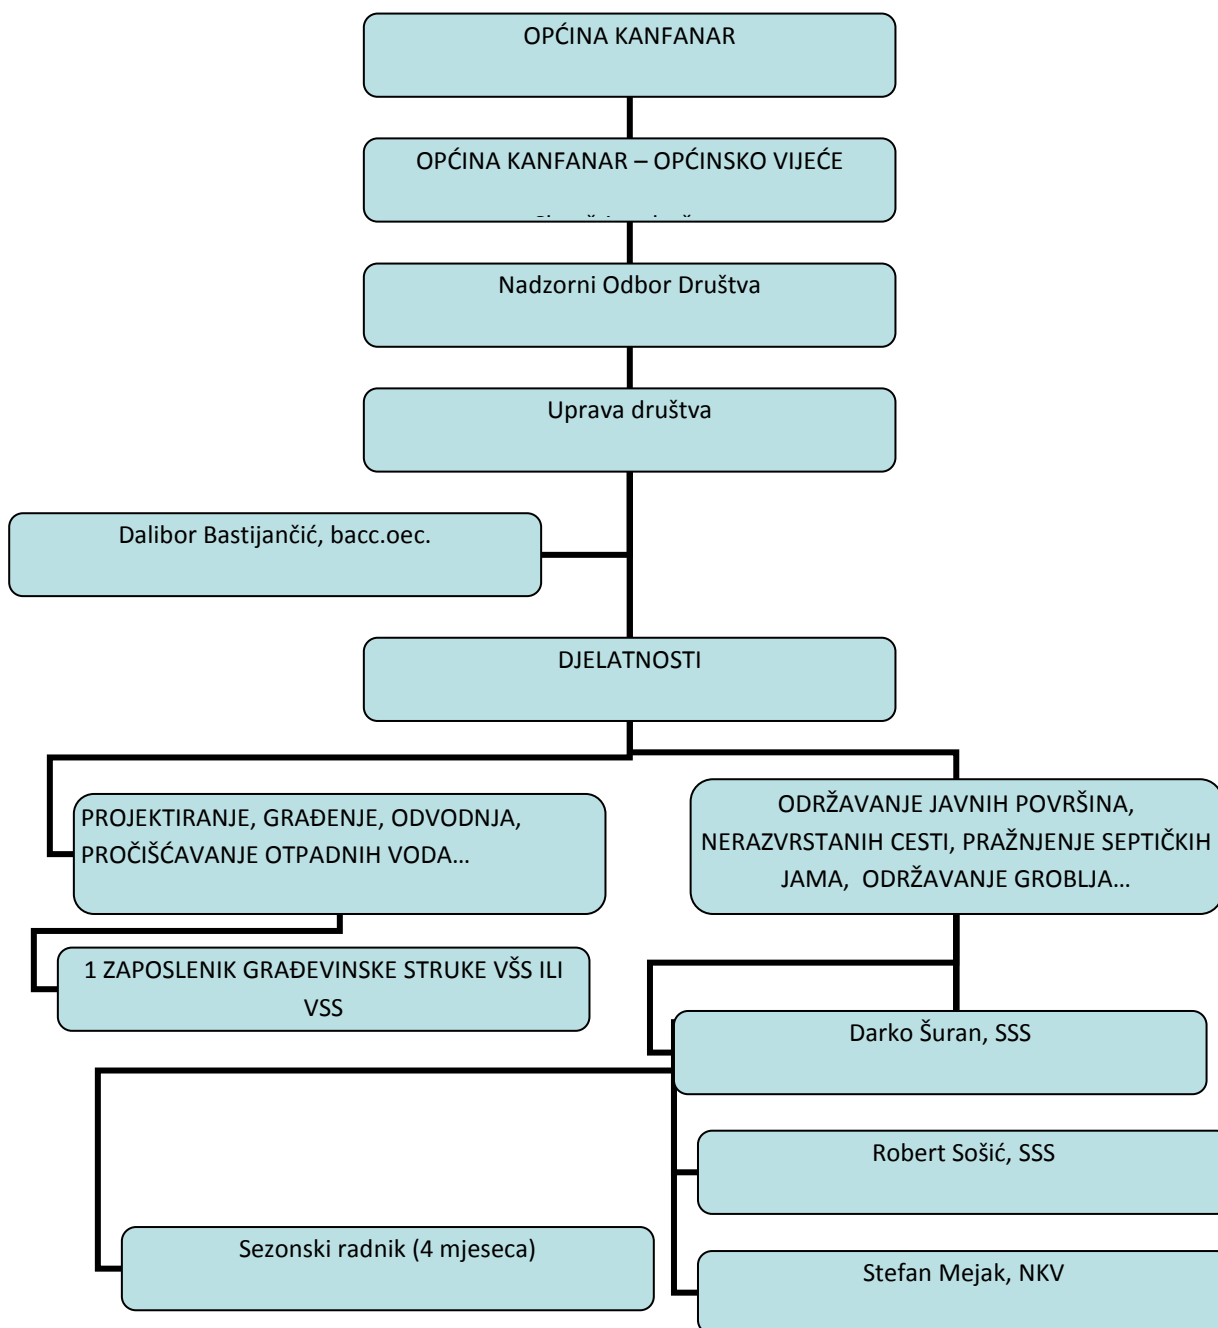 OPĆINA KANFANAR
OPĆINA KANFANAR – OPĆINSKO VIJEĆE
Nadzorni Odbor Društva
Uprava društva
Dalibor Bastijančić, bacc.oec.
DJELATNOSTI
PROJEKTIRANJE, GRAĐENJE, ODVODNJA,
PROČIŠĆAVANJE OTPADNIH VODA...
ODRŽAVANJE JAVNIH POVRŠINA,
NERAZVRSTANIH CESTI, PRAŽNJENJE SEPTIČKIH
JAMA, ODRŽAVANJE GROBLJA...
1 ZAPOSLENIK GRAĐEVINSKE STRUKE VŠS ILI
VSS
Darko Šuran, SSS
Robert Sošić, SSS
Sezonski radnik (4 mjeseca)
Stefan Mejak, NKV